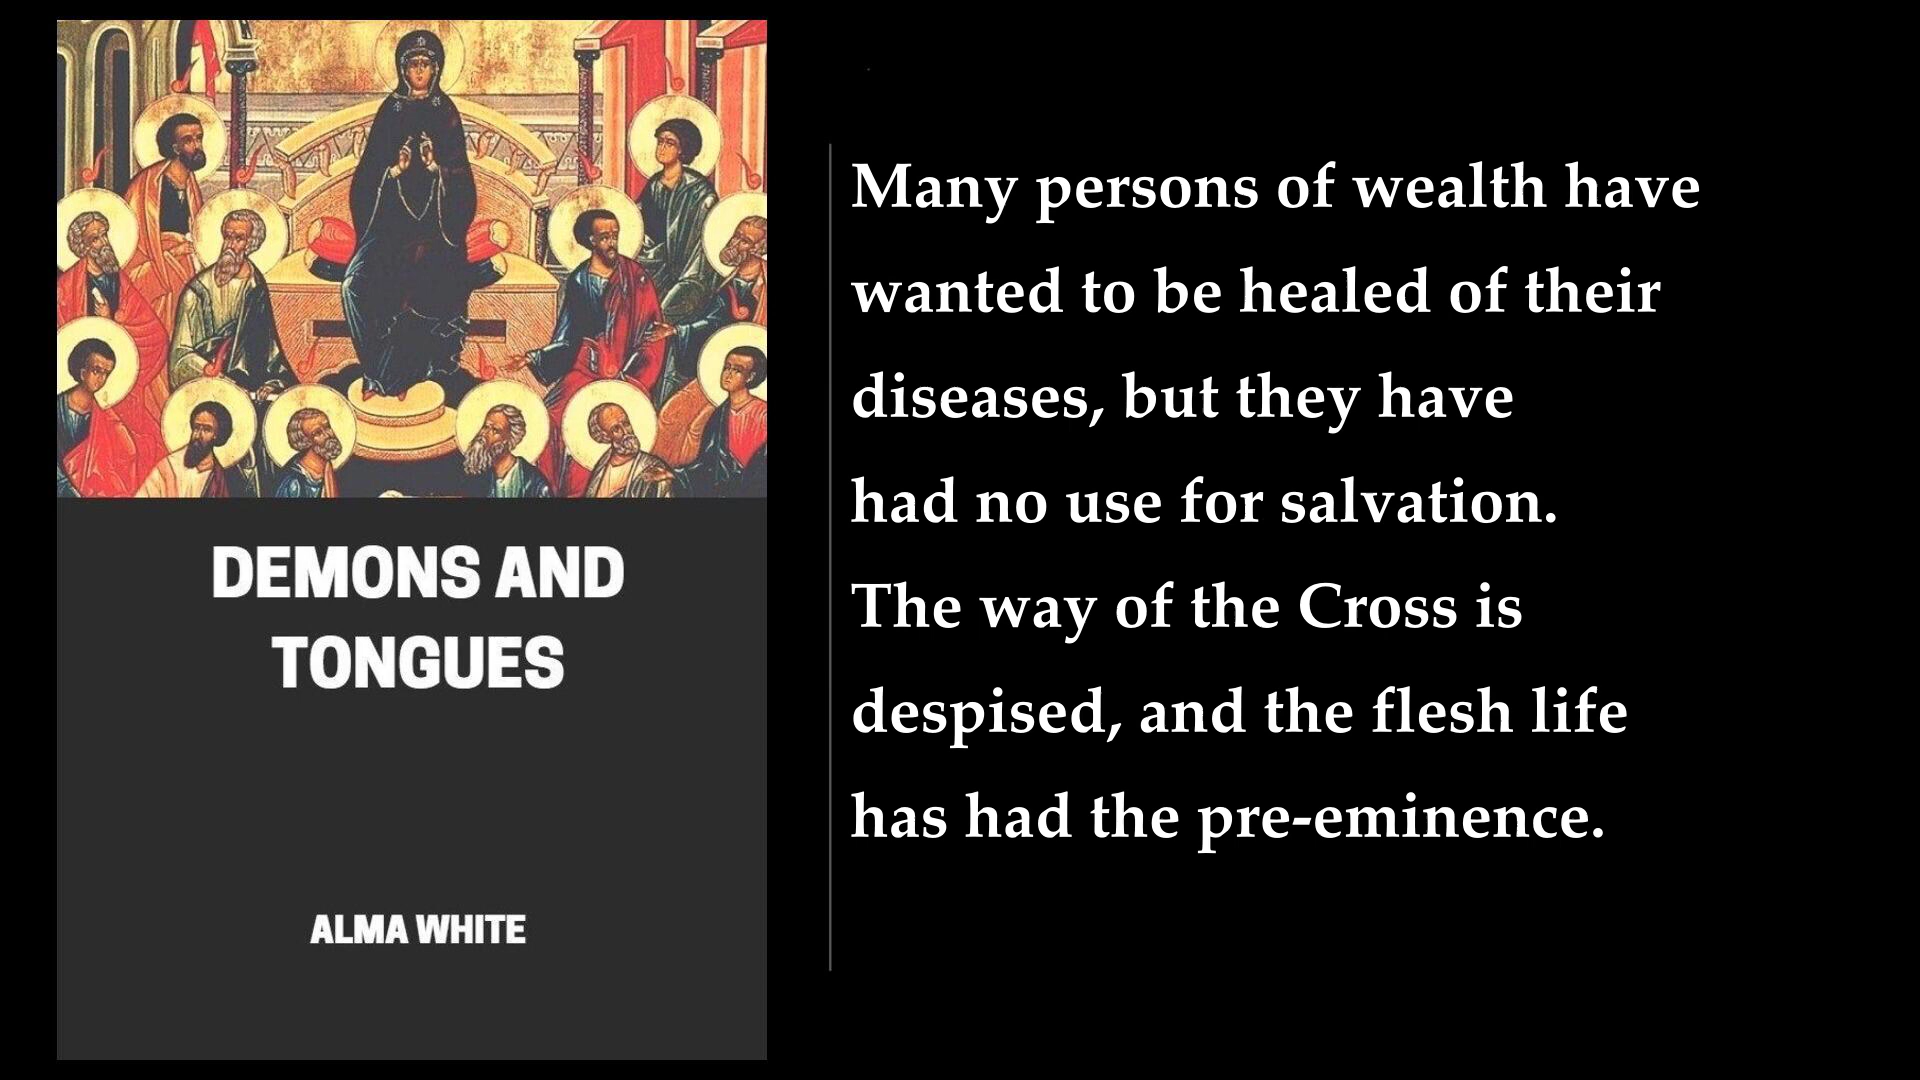 DEMONS AND
TONGUES
ALMA WHITE
Many persons of wealth have
wanted to be healed of their
diseases, but they have
had no use for salvation.
The way of the Cross is
despised, and the flesh life
has had the pre-eminence.